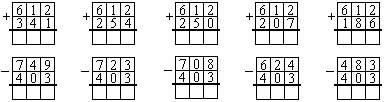 + 612 + 612 + 612 + 612 + 612
341 254 250 207 186
- 749 - 723 - 708 - 624 - 483
403 403 403 403 403